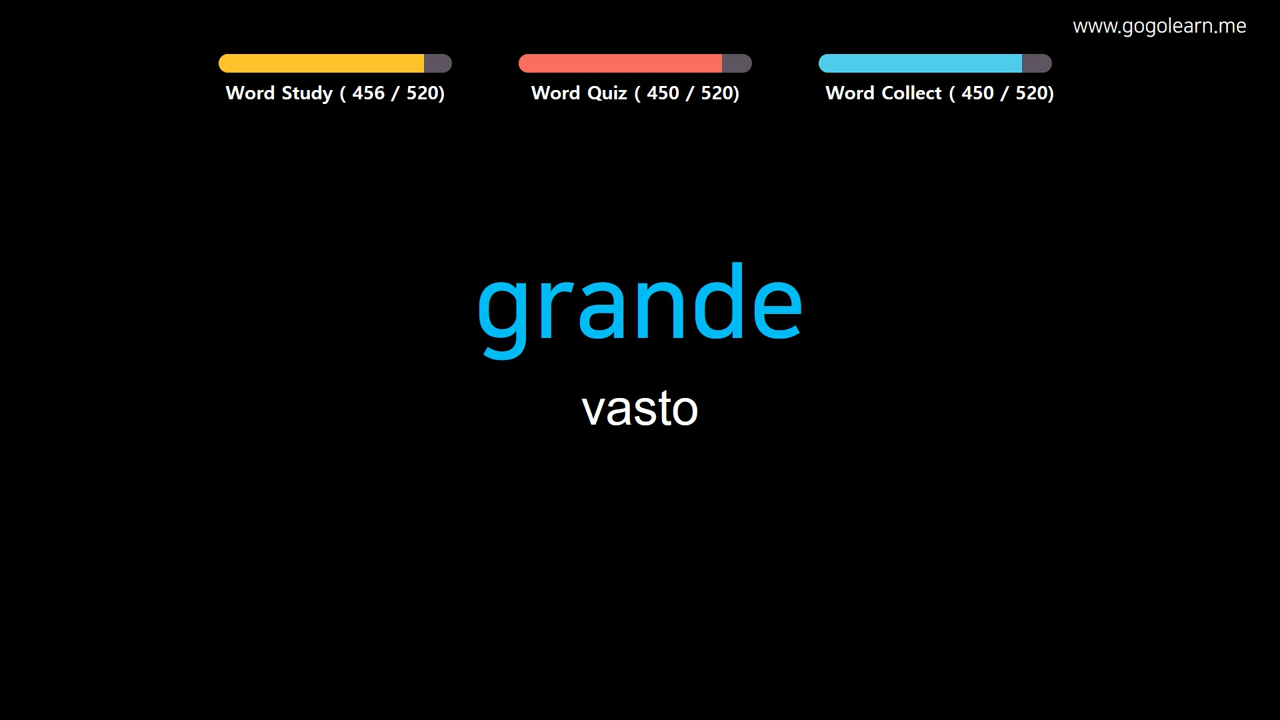 www.gogolearn.me
Word Study ( 456 / 520)
Word Quiz ( 450 / 520)
Word Collect ( 450 / 520)
grande
vasto